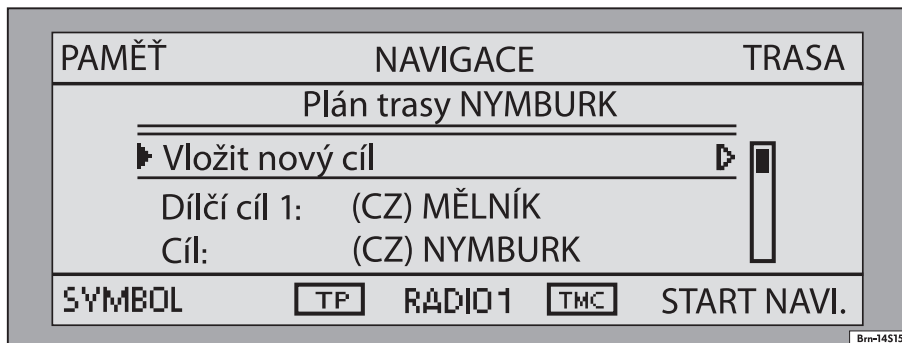 PAMĚŤ NAVIGACE TRASA
Plán trasy NYMBURK
Vložit nový cíl
Dílčí cíl 1: (CZ) MĚLNÍK
Cíl: (CZ) NYMBURK
SYMBOL TP RADIO1 TMC START NAVI.
Brn-14S15